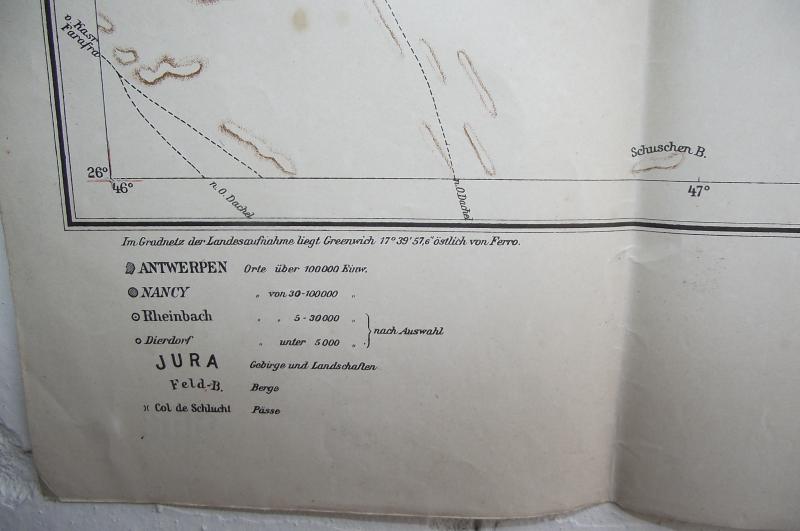 v. Kasr
Farafra
Schuschen B.
26°
46°
47°
n. O. Dachel
n. O. Dachel
Im Gradnetz der Landesaufnahme liegt Greenwich 17° 39' 57,6" östlich von Ferro.
ANTWERPEN Orte über 100000 Einw.
NANCY „ von 30-100000 „
Rheinbach „ „ 5-30000 „
nach Auswahl
Dierdorf „ unter 5000 „
JURA Gebirge und Landschaften
Feld-B. Berge
Col de Schlucht Pässe